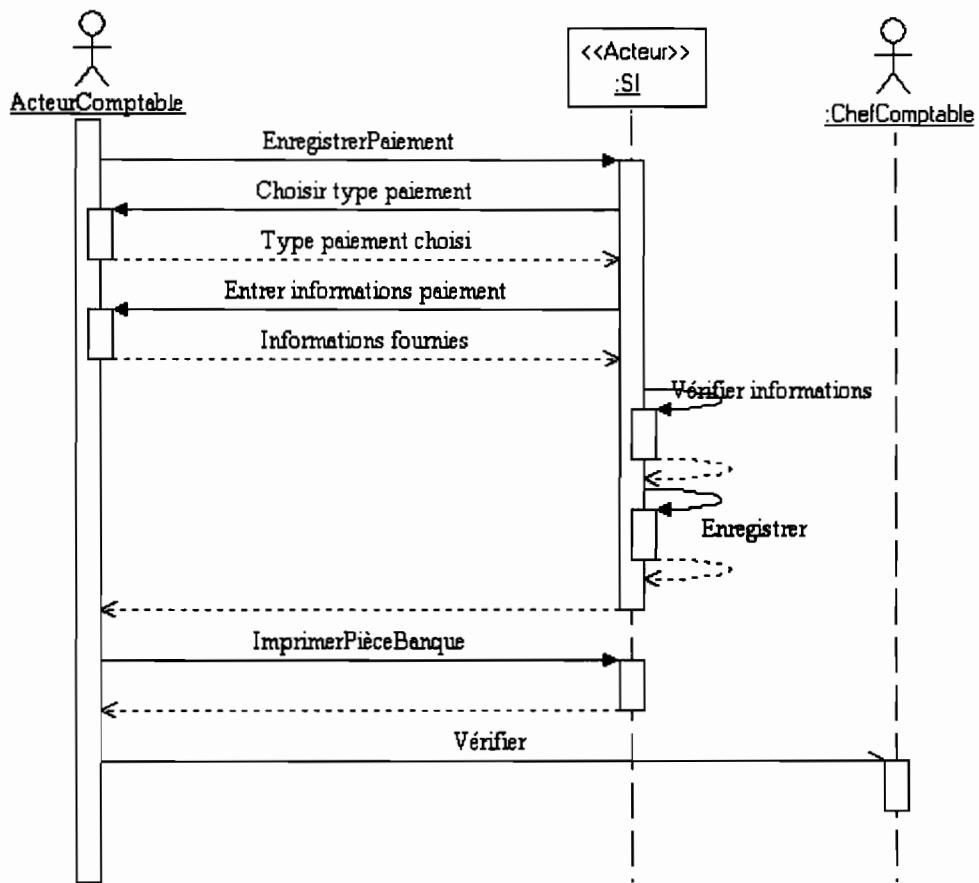 <<Acteur>>
:SI
ActeurComptable
:ChefComptable
EnregistrerPaiement
Choisir type paiement
Type paiement choisi
Entrer informations paiement
Informations fournies
Vérifier informations
Enregistrer
ImprimerPièceBanque
Vérifier